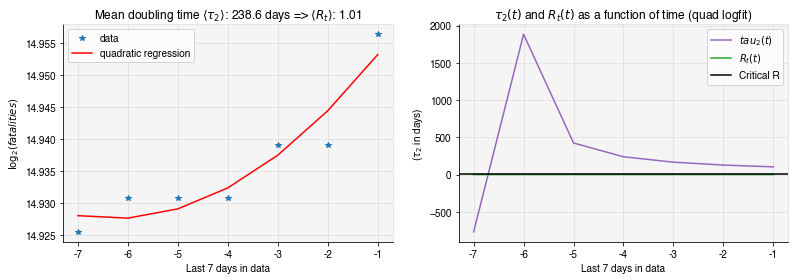 Mean doubling time ⟨τ₂⟩: 238.6 days => ⟨Rₜ⟩: 1.01
data
quadratic regression
14.955
14.950
14.945
14.940
14.935
14.930
14.925
log₂(fatalities)
-7 -6 -5 -4 -3 -2 -1
Last 7 days in data
τ₂(t) and Rₜ(t) as a function of time (quad logfit)
tau₂(t)
Rₜ(t)
Critical R
2000
1500
1000
500
0
−500
(τ₂ in days)
-7 -6 -5 -4 -3 -2 -1
Last 7 days in data